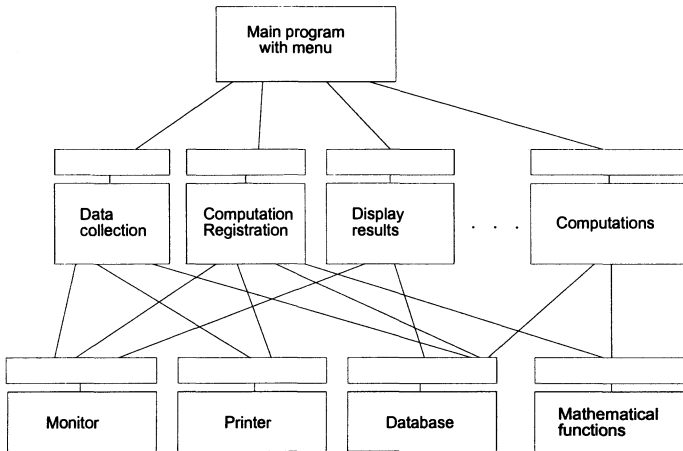 Main program
with menu
Data
collection
Computation
Registration
Display
results
. . .
Computations
Monitor
Printer
Database
Mathematical
functions